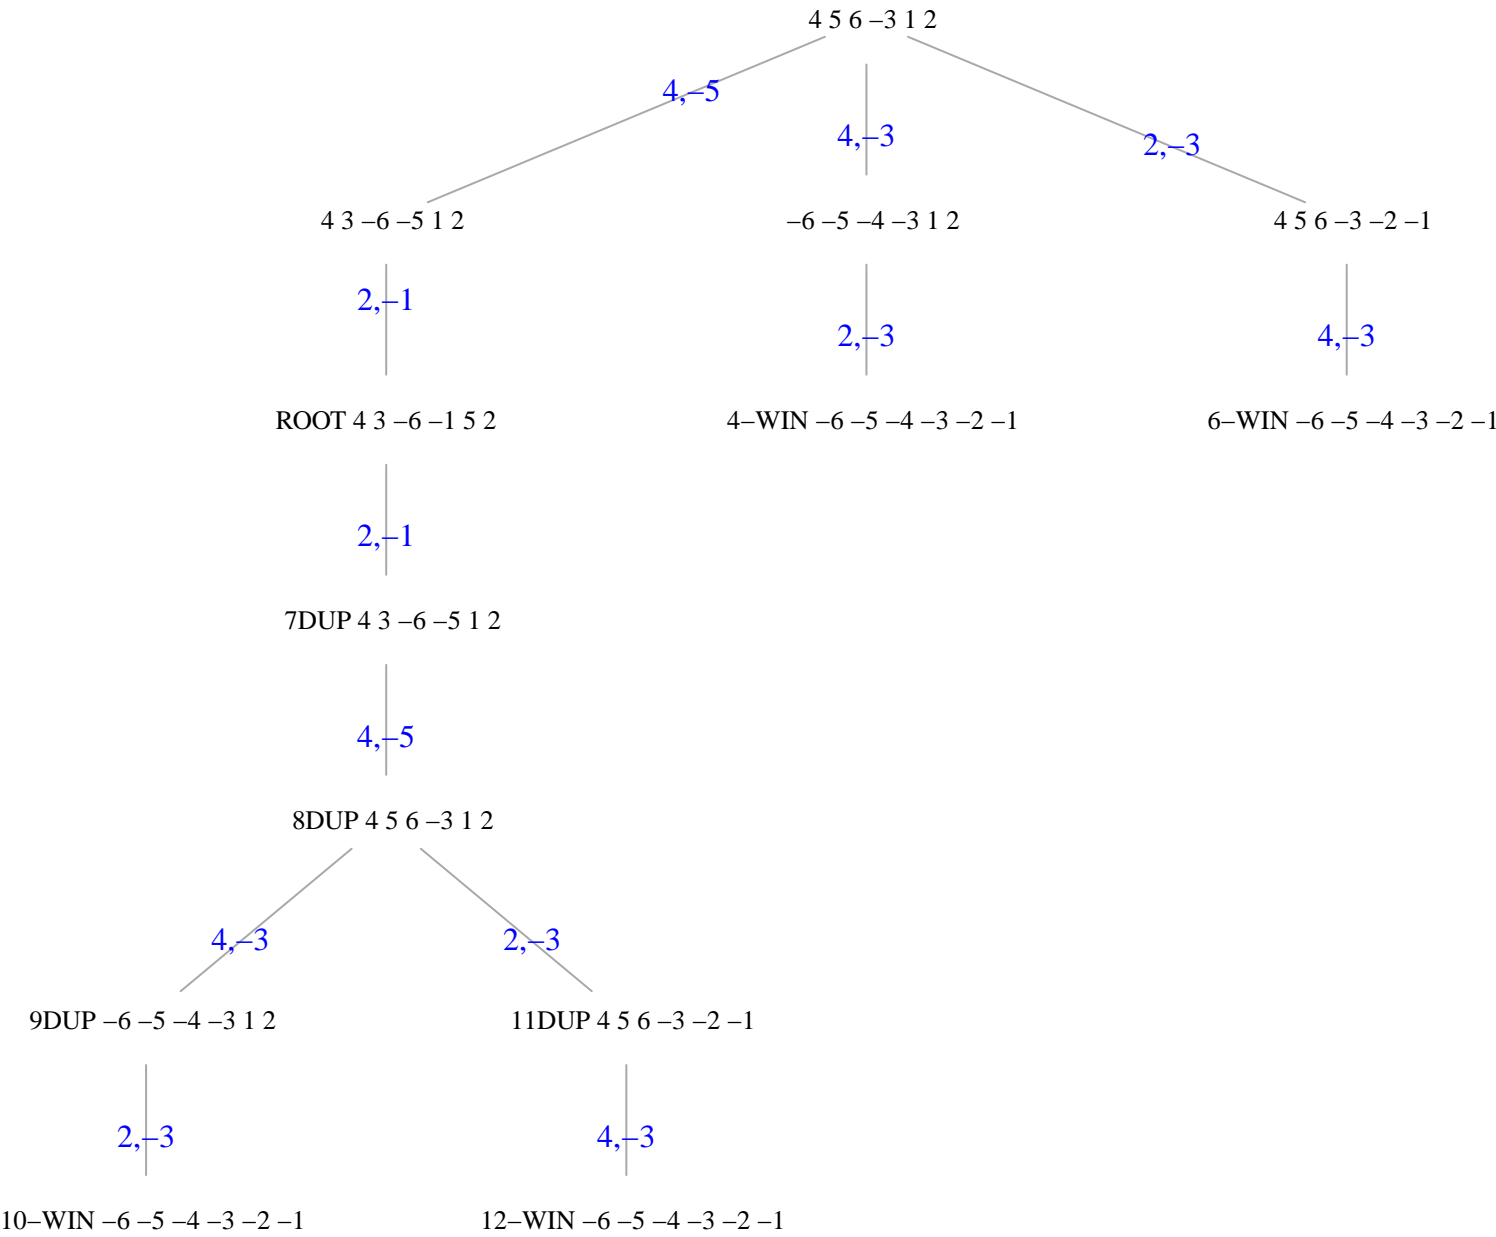 4 5 6 –3 1 2
4,–5
4,–3
2,–3
4 3 –6 –5 1 2
–6 –5 –4 –3 1 2
4 5 6 –3 –2 –1
2,–1
2,–3
4,–3
ROOT 4 3 –6 –1 5 2
4–WIN –6 –5 –4 –3 –2 –1
6–WIN –6 –5 –4 –3 –2 –1
2,–1
7DUP 4 3 –6 –5 1 2
4,–5
8DUP 4 5 6 –3 1 2
4,–3
2,–3
9DUP –6 –5 –4 –3 1 2
11DUP 4 5 6 –3 –2 –1
2,–3
4,–3
10–WIN –6 –5 –4 –3 –2 –1
12–WIN –6 –5 –4 –3 –2 –1